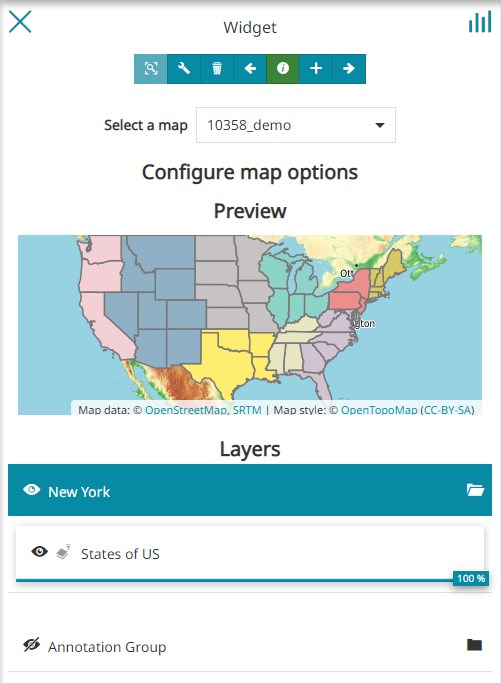 Widget
Select a map 10358_demo
Configure map options
Preview
Ott
gton
Map data: © OpenStreetMap, SRTM | Map style: © OpenTopoMap (CC-BY-SA)
Layers
New York
States of US
100 %
Annotation Group